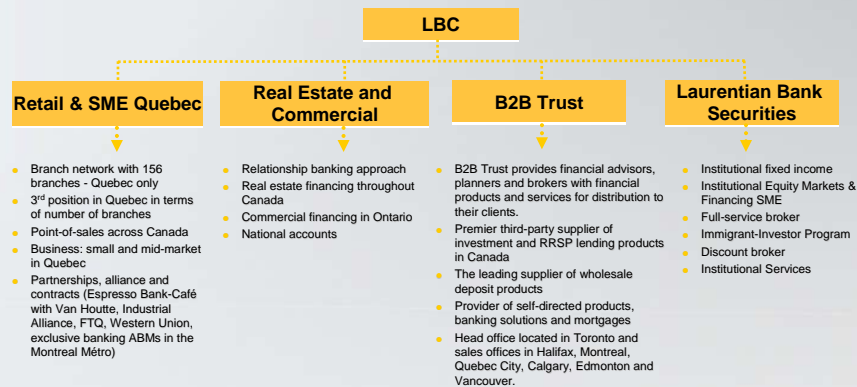 LBC
Retail & SME Quebec
Branch network with 156
branches - Quebec only
3rd position in Quebec in terms
of number of branches
Point-of-sales across Canada
Business: small and mid-market
in Quebec
Partnerships, alliance and
contracts (Espresso Bank-Café
with Van Houtte, Industrial
Alliance, FTQ, Western Union,
exclusive banking ABMs in the
Montreal Métro)
Real Estate and
Commercial
Relationship banking approach
Real estate financing throughout
Canada
Commercial financing in Ontario
National accounts
B2B Trust
B2B Trust provides financial advisors,
planners and brokers with financial
products and services for distribution to
their clients.
Premier third-party supplier of
investment and RRSP lending products
in Canada
The leading supplier of wholesale
deposit products
Provider of self-directed products,
banking solutions and mortgages
Head office located in Toronto and
sales offices in Halifax, Montreal,
Quebec City, Calgary, Edmonton and
Vancouver.
Laurentian Bank
Securities
Institutional fixed income
Institutional Equity Markets &
Financing SME
Full-service broker
Immigrant-Investor Program
Discount broker
Institutional Services